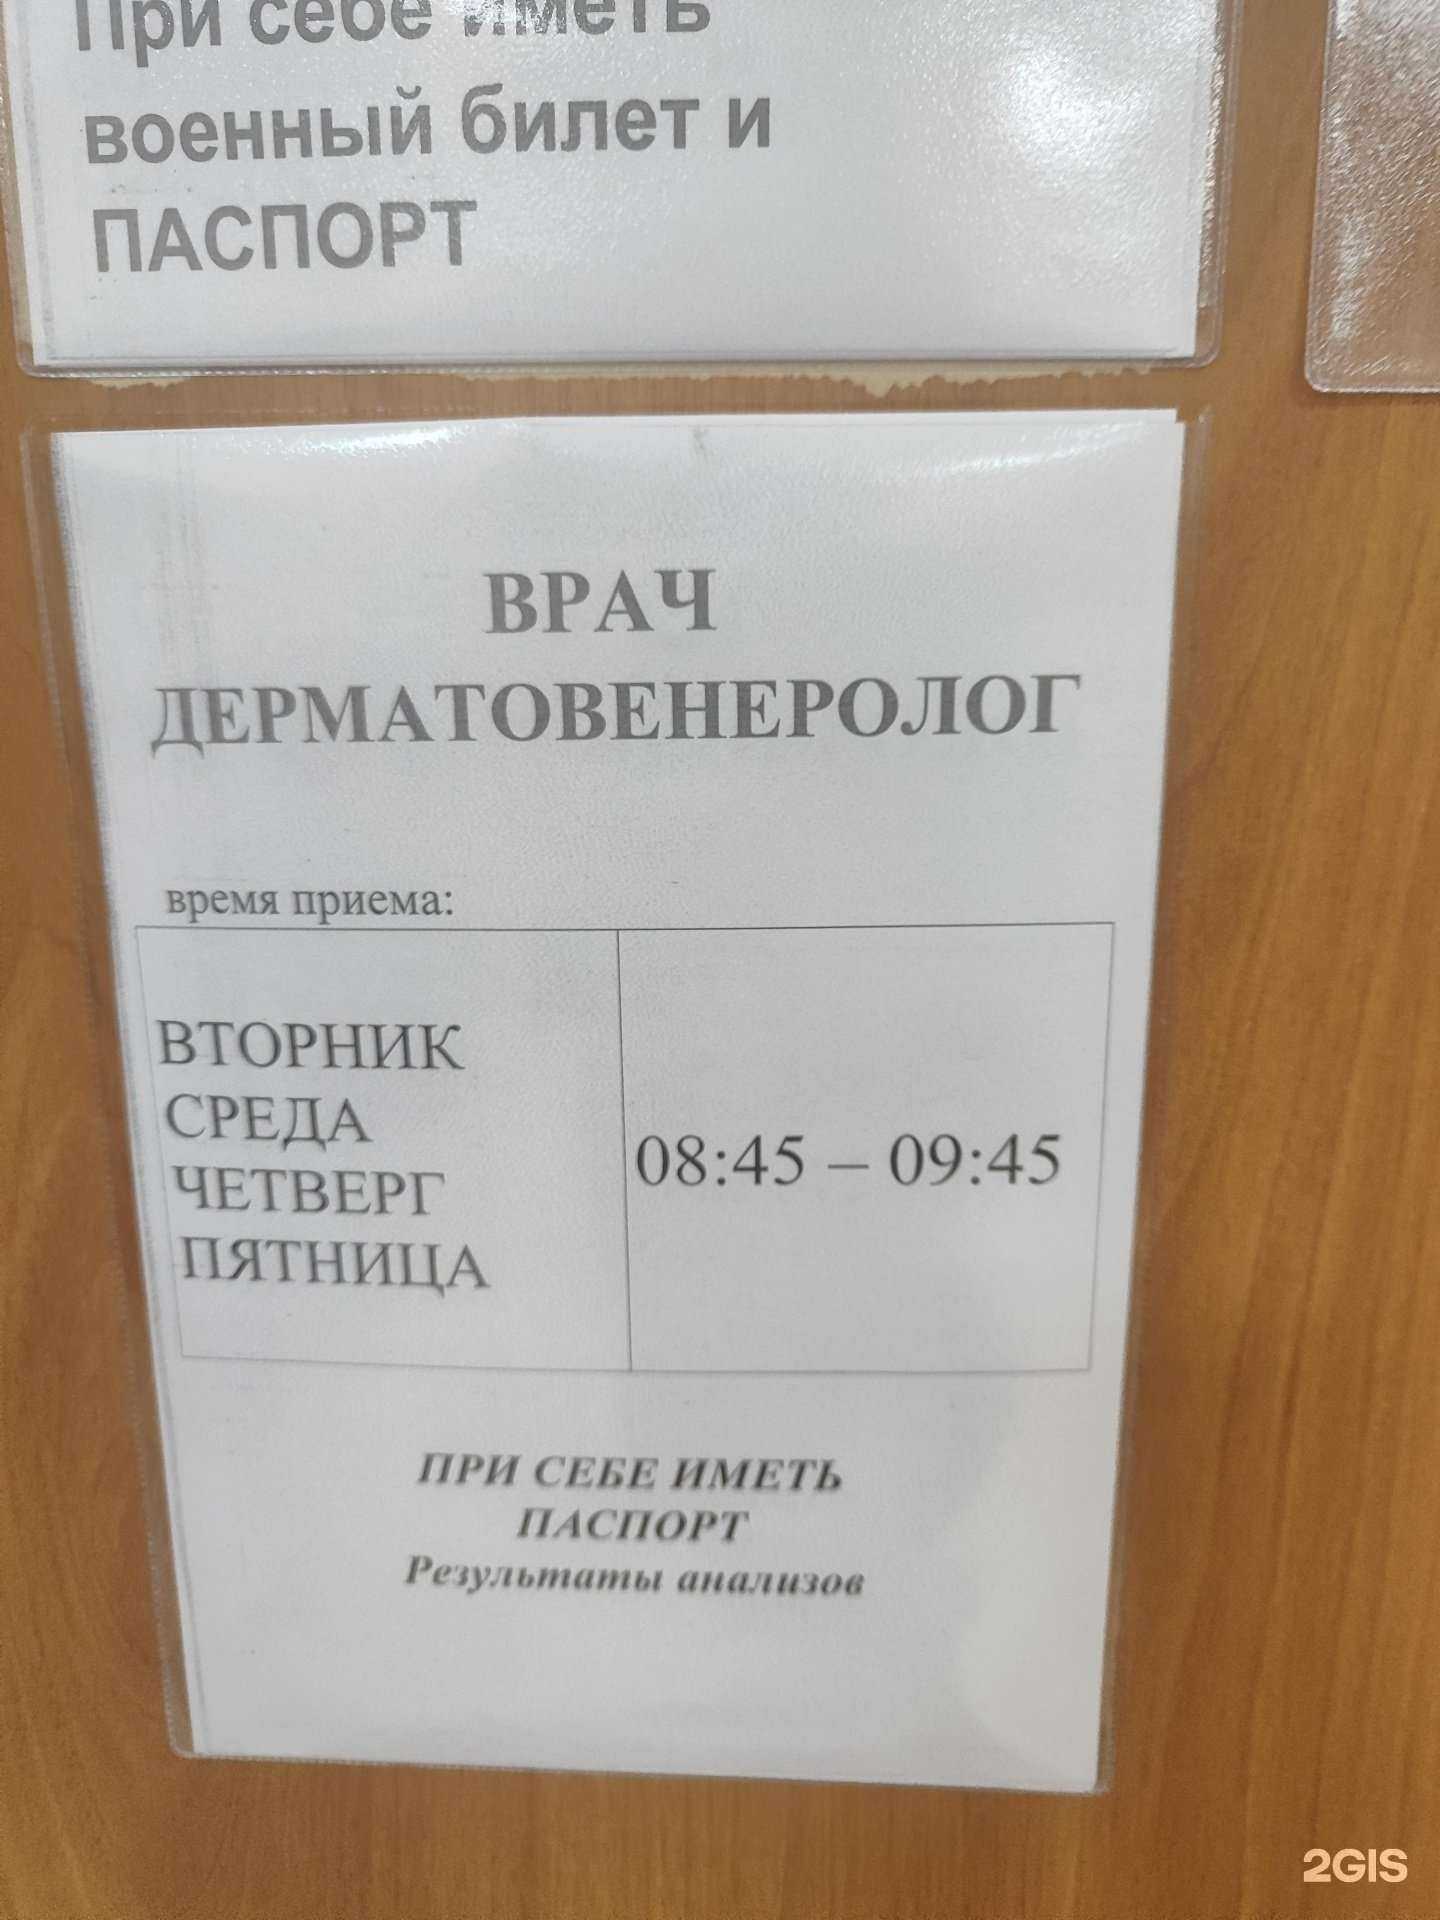 При себе иметь
военный билет и
ПАСПОРТ
ВРАЧ
ДЕРМАТОВЕНЕРОЛОГ
время приема:
ВТОРНИК
СРЕДА
ЧЕТВЕРГ
ПЯТНИЦА
08:45 – 09:45
ПРИ СЕБЕ ИМЕТЬ
ПАСПОРТ
Результаты анализов
2GIS